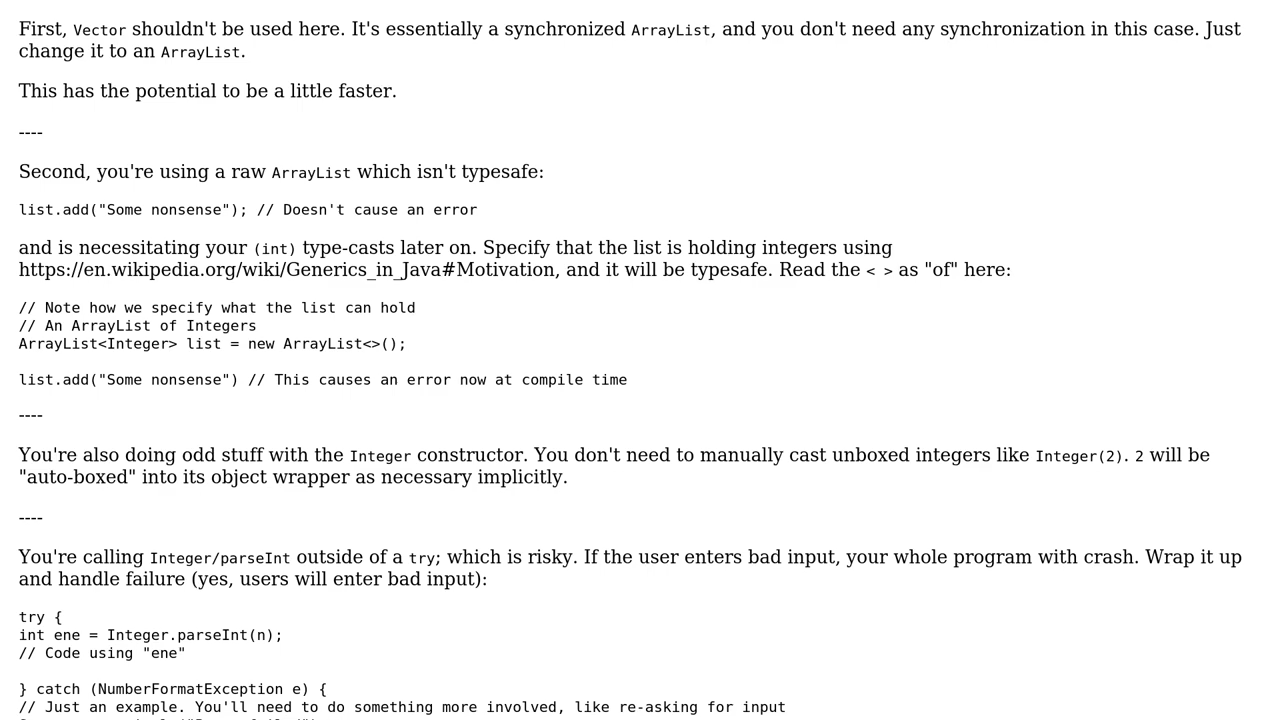 First, Vector shouldn't be used here. It's essentially a synchronized ArrayList, and you don't need any synchronization in this case. Just
change it to an ArrayList.
This has the potential to be a little faster.
----
Second, you're using a raw ArrayList which isn't typesafe:
list.add("Some nonsense"); // Doesn't cause an error
and is necessitating your (int) type-casts later on. Specify that the list is holding integers using
https://en.wikipedia.org/wiki/Generics_in_Java#Motivation, and it will be typesafe. Read the < > as "of" here:
// Note how we specify what the list can hold
// An ArrayList of Integers
ArrayList<Integer> list = new ArrayList<>();
list.add("Some nonsense") // This causes an error now at compile time
----
You're also doing odd stuff with the Integer constructor. You don't need to manually cast unboxed integers like Integer(2). 2 will be
"auto-boxed" into its object wrapper as necessary implicitly.
----
You're calling Integer/parseInt outside of a try; which is risky. If the user enters bad input, your whole program with crash. Wrap it up
and handle failure (yes, users will enter bad input):
try {
int ene = Integer.parseInt(n);
// Code using "ene"
} catch (NumberFormatException e) {
// Just an example. You'll need to do something more involved, like re-asking for input